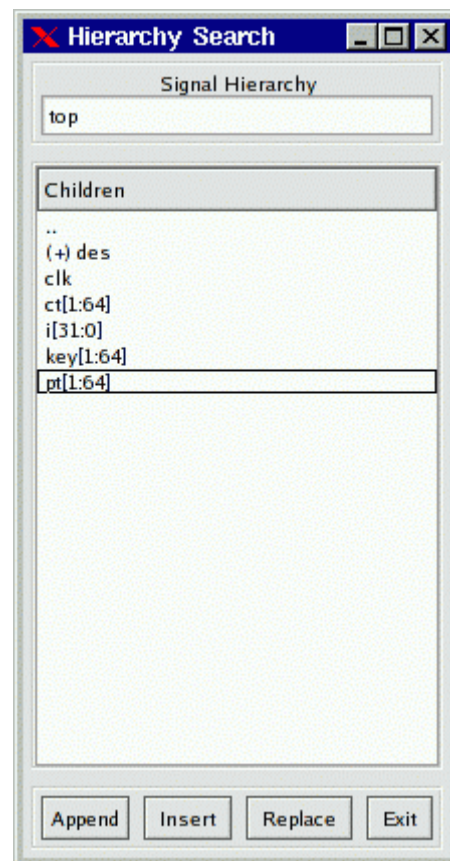 Hierarchy Search
Signal Hierarchy
top
Children
..
(+) des
clk
ct[1:64]
i[31:0]
key[1:64]
pt[1:64]
Append Insert Replace Exit